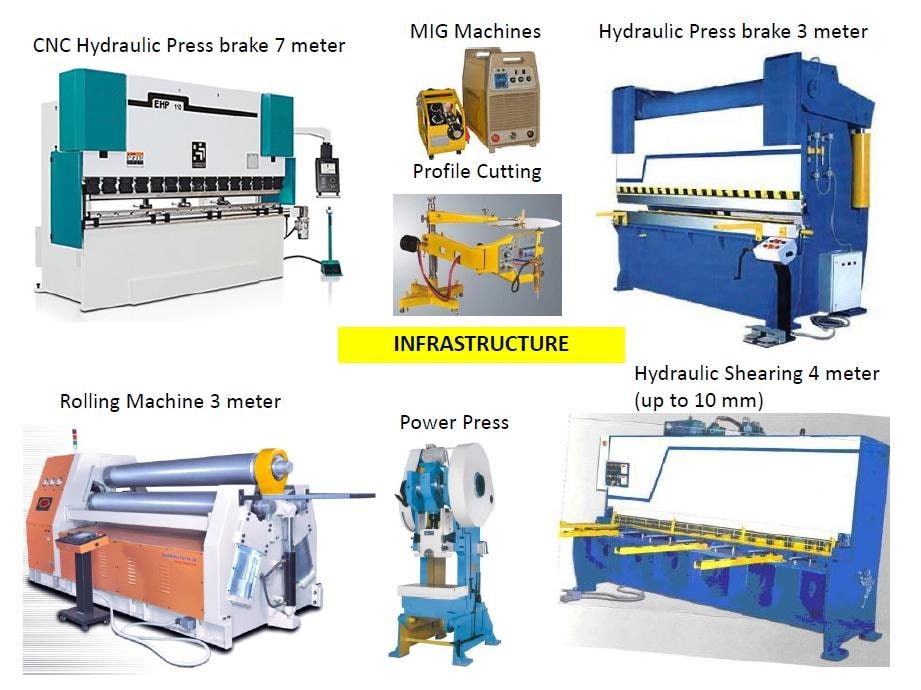 CNC Hydraulic Press brake 7 meter
MIG Machines
Hydraulic Press brake 3 meter
EHP 110
Profile Cutting
INFRASTRUCTURE
Rolling Machine 3 meter
Power Press
Hydraulic Shearing 4 meter
(up to 10 mm)